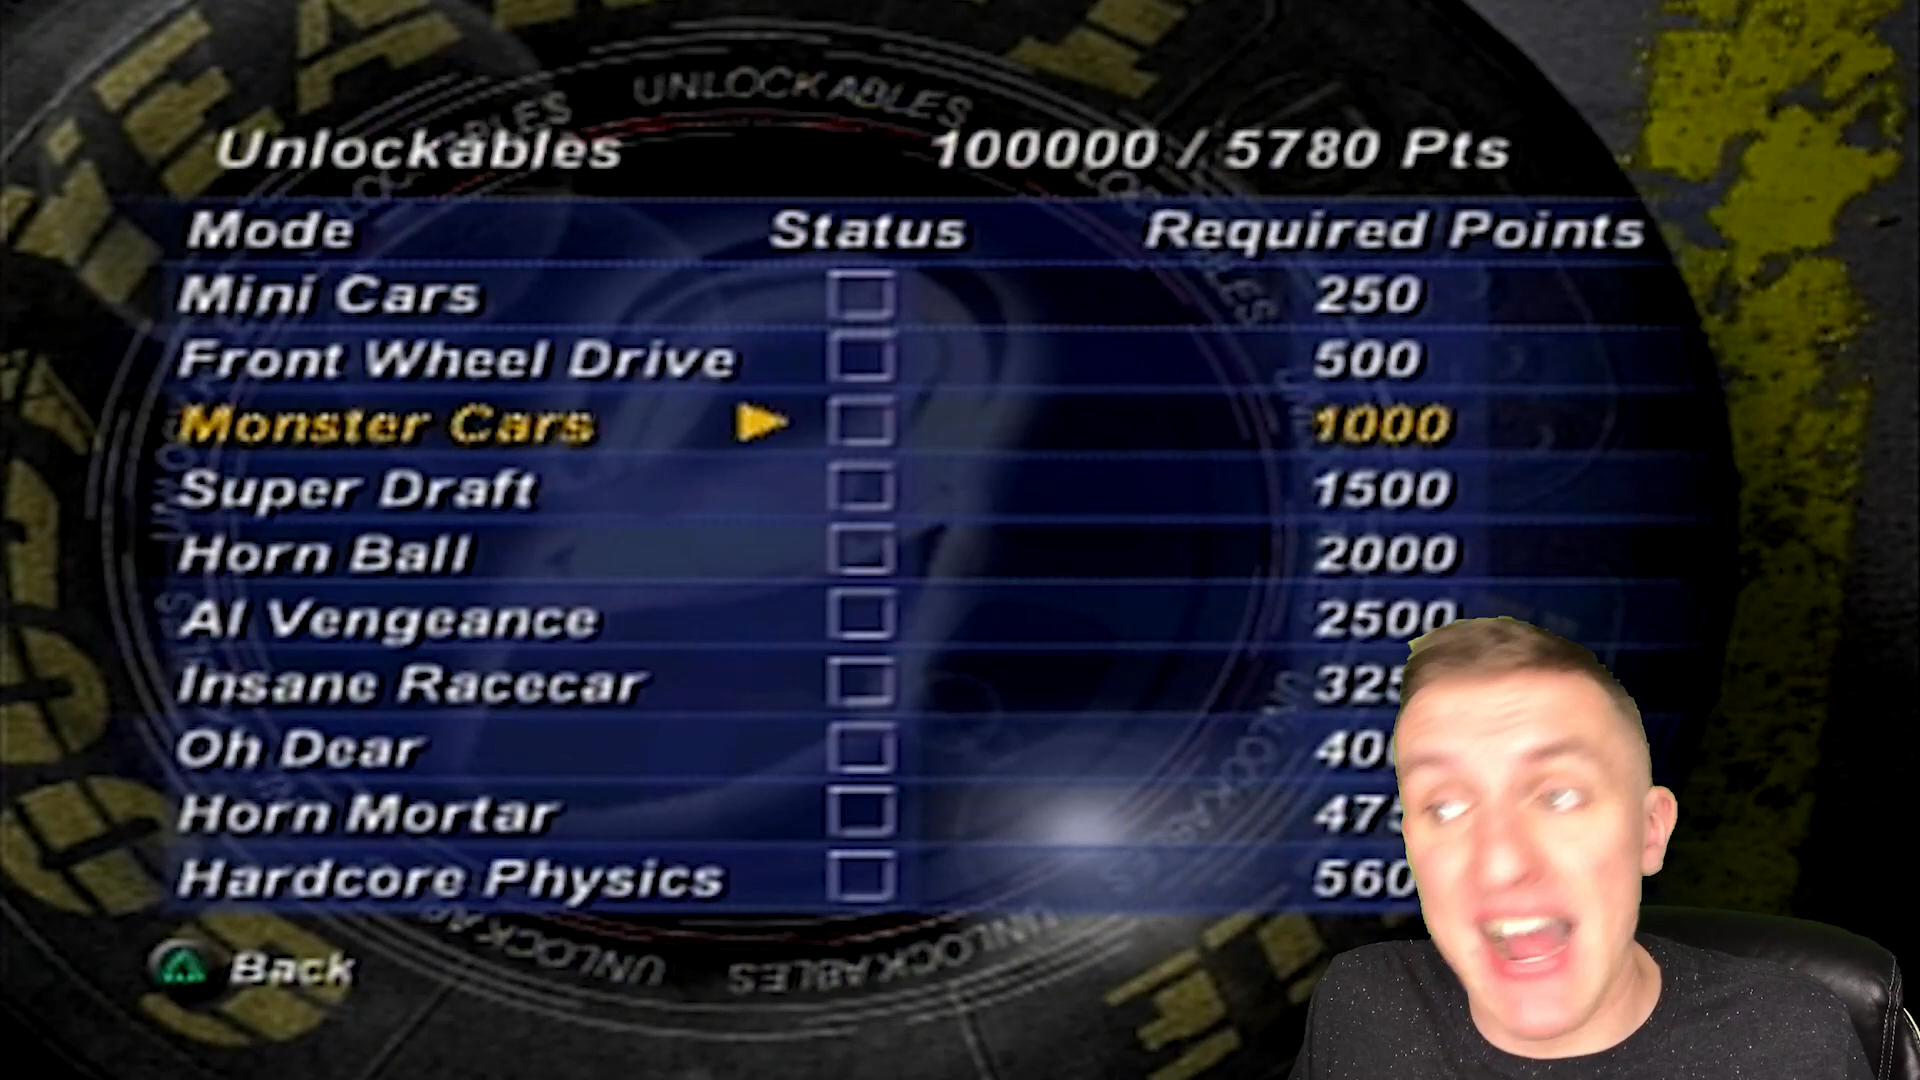 UNLOCKABLES
Unlockables 100000 / 5780 Pts
Mode Status Required Points
Mini Cars 250
Front Wheel Drive 500
Monster Cars 1000
Super Draft 1500
Horn Ball 2000
AI Vengeance 2500
Insane Racecar
Oh Dear
Horn Mortar
Hardcore Physics
Back
UNLOCKABLES